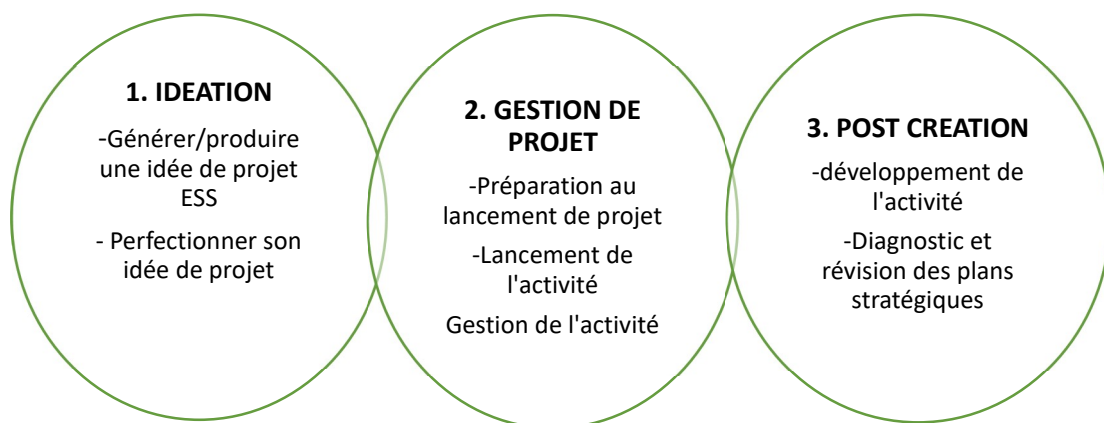 1. IDEATION
-Générer/produire
une idée de projet
ESS
- Perfectionner son
idée de projet
2. GESTION DE
PROJET
-Préparation au
lancement de projet
-Lancement de
l'activité
Gestion de l'activité
3. POST CREATION
-développement de
l'activité
-Diagnostic et
révision des plans
stratégiques